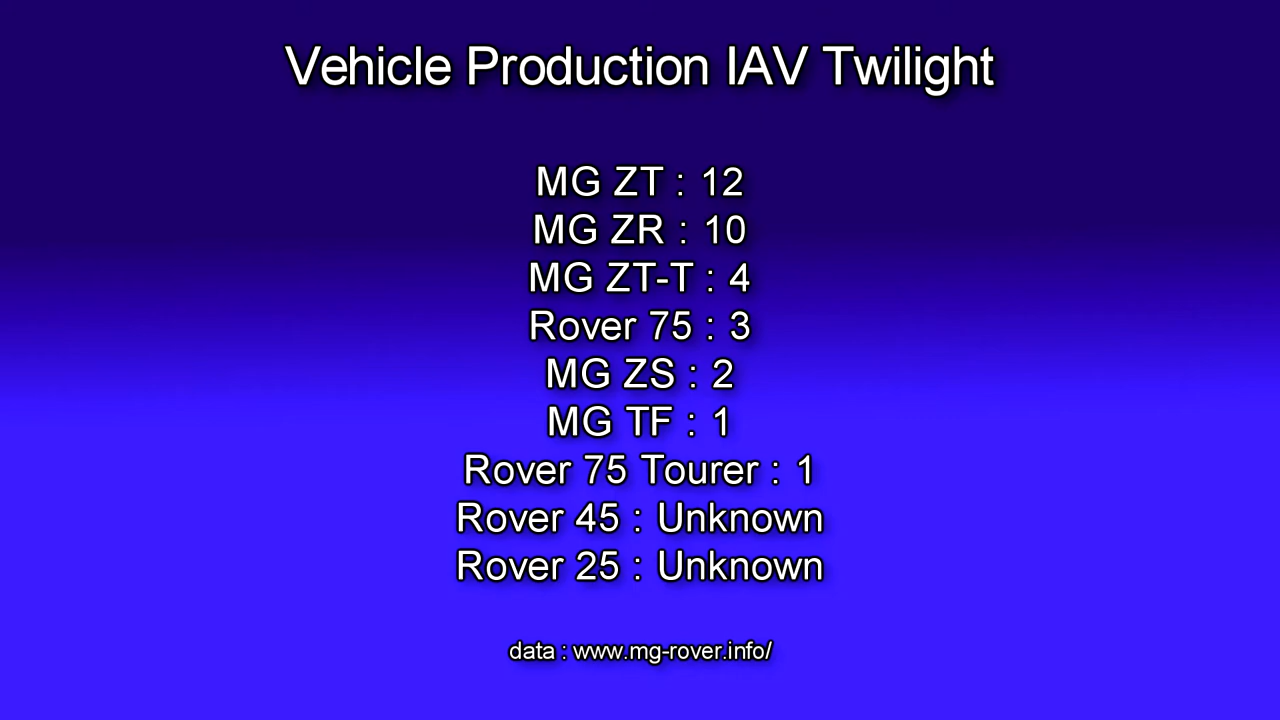 Vehicle Production IAV Twilight
MG ZT : 12
MG ZR : 10
MG ZT-T : 4
Rover 75 : 3
MG ZS : 2
MG TF : 1
Rover 75 Tourer : 1
Rover 45 : Unknown
Rover 25 : Unknown
data : www.mg-rover.info/